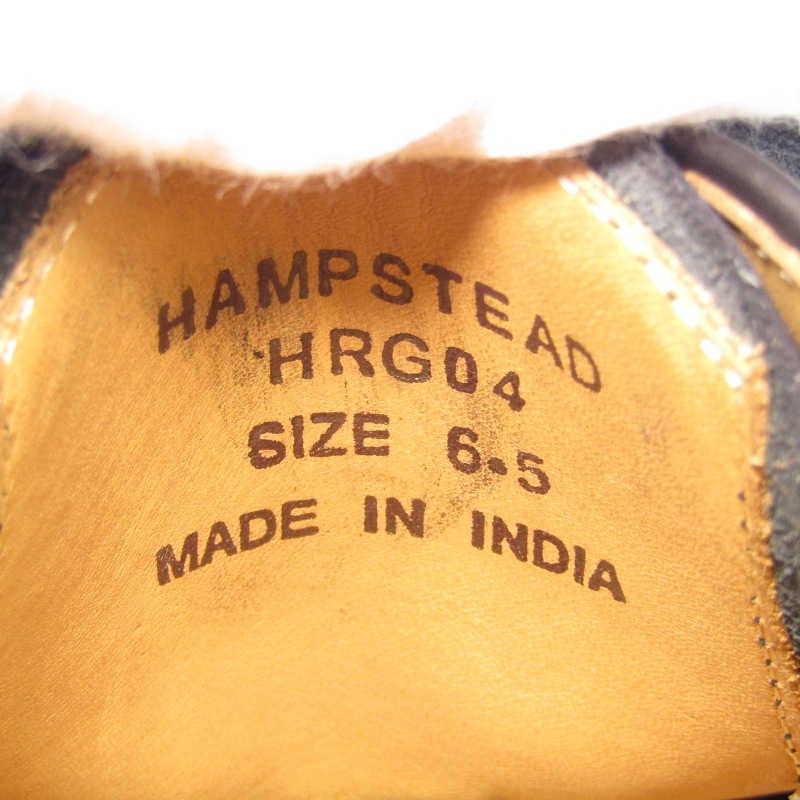 HAMPSTEAD
HRG04
SIZE 6.5
MADE IN INDIA